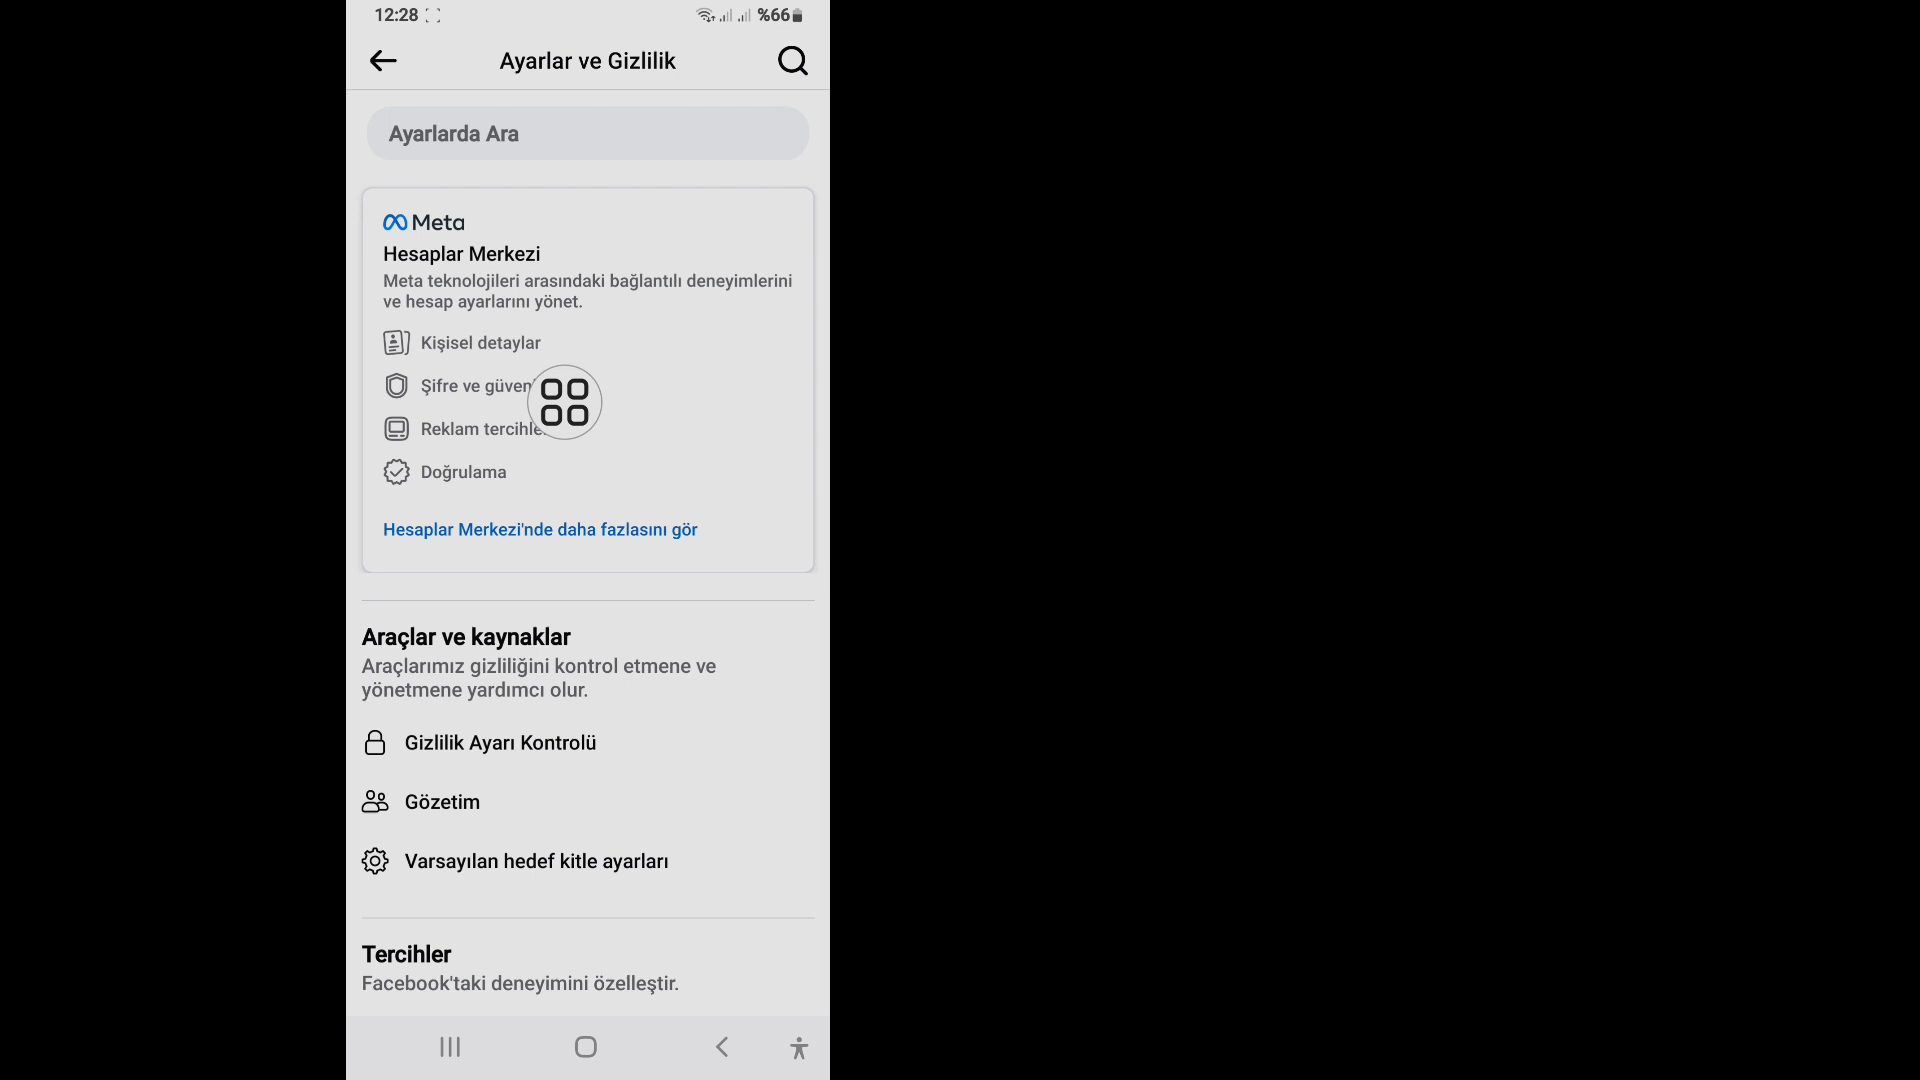 12:28 %66
Ayarlar ve Gizlilik
Ayarlarda Ara
Meta
Hesaplar Merkezi
Meta teknolojileri arasındaki bağlantılı deneyimlerini
ve hesap ayarlarını yönet.
Kişisel detaylar
Şifre ve
Reklam
Doğrulama
Hesaplar Merkezi'nde daha fazlasını gör
Araçlar ve kaynaklar
Araçlarımız gizliliğini kontrol etmene ve
yönetmene yardımcı olur.
Gizlilik Ayarı Kontrolü
Gözetim
Varsayılan hedef kitle ayarları
Tercihler
Facebook'taki deneyimini özelleştir.